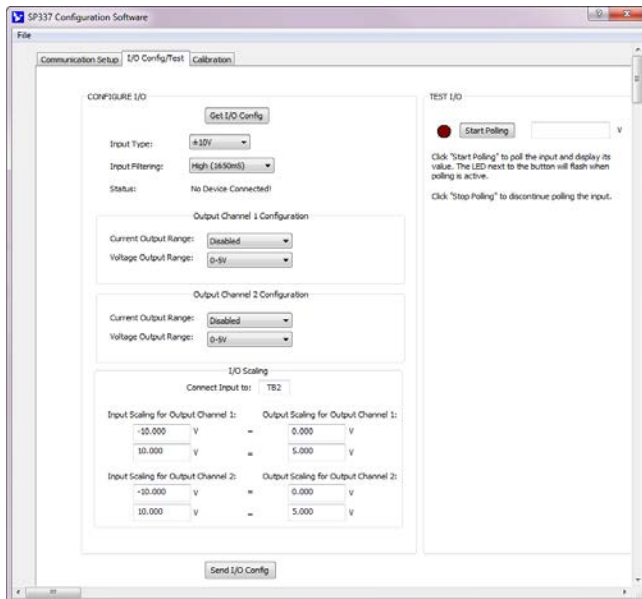 SP337 Configuration Software
File
Communication Setup I/O Config/Test Calibration
CONFIGURE I/O
Get I/O Config
Input Type: ±10V
Input Filtering: High (1650mS)
Status: No Device Connected!
Output Channel 1 Configuration
Current Output Range: Disabled
Voltage Output Range: 0-5V
Output Channel 2 Configuration
Current Output Range: Disabled
Voltage Output Range: 0-5V
I/O Scaling
Connect Input to: TB2
Input Scaling for Output Channel 1: Output Scaling for Output Channel 1:
-10.000 V = 0.000 V
10.000 V = 5.000 V
Input Scaling for Output Channel 2: Output Scaling for Output Channel 2:
-10.000 V = 0.000 V
10.000 V = 5.000 V
Send I/O Config
TEST I/O
Start Polling V
Click "Start Polling" to poll the input and display its
value. The LED next to the button will flash when
polling is active.
Click "Stop Polling" to discontinue polling the input.